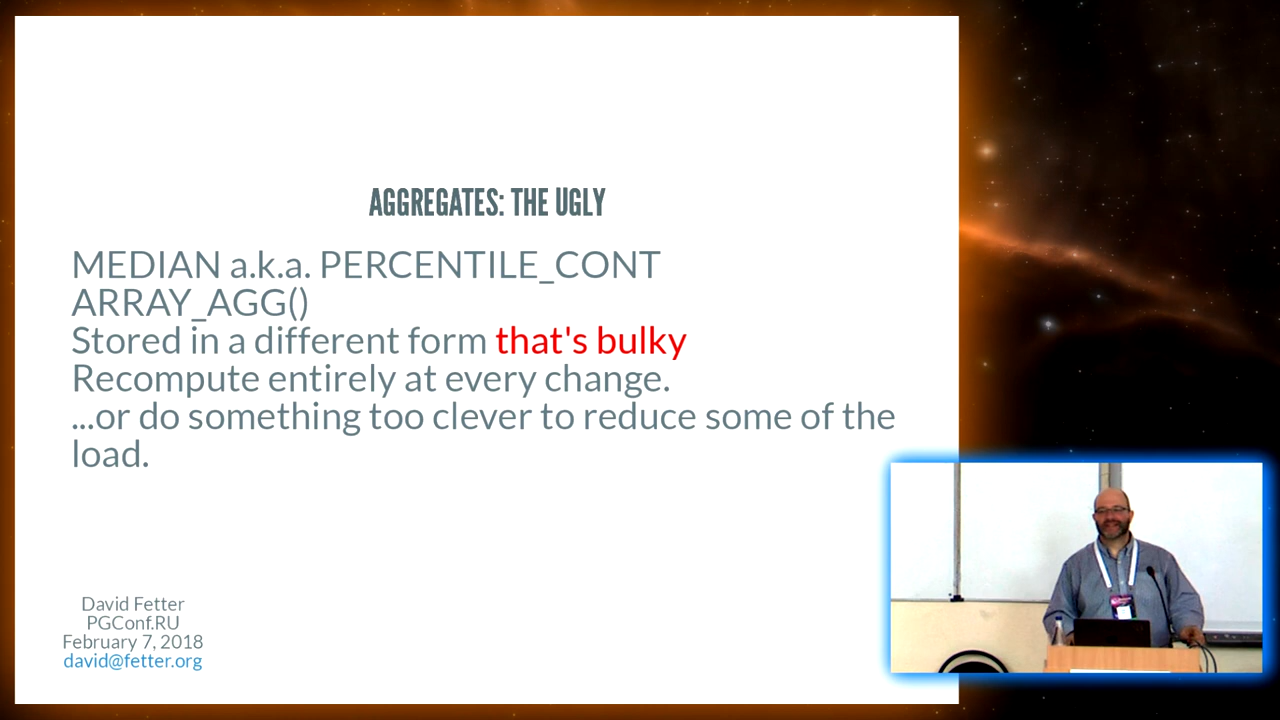 AGGREGATES: THE UGLY
MEDIAN a.k.a. PERCENTILE_CONT
ARRAY_AGG()
Stored in a different form that's bulky
Recompute entirely at every change.
...or do something too clever to reduce some of the
load.
David Fetter
PGConf.RU
February 7, 2018
david@fetter.org